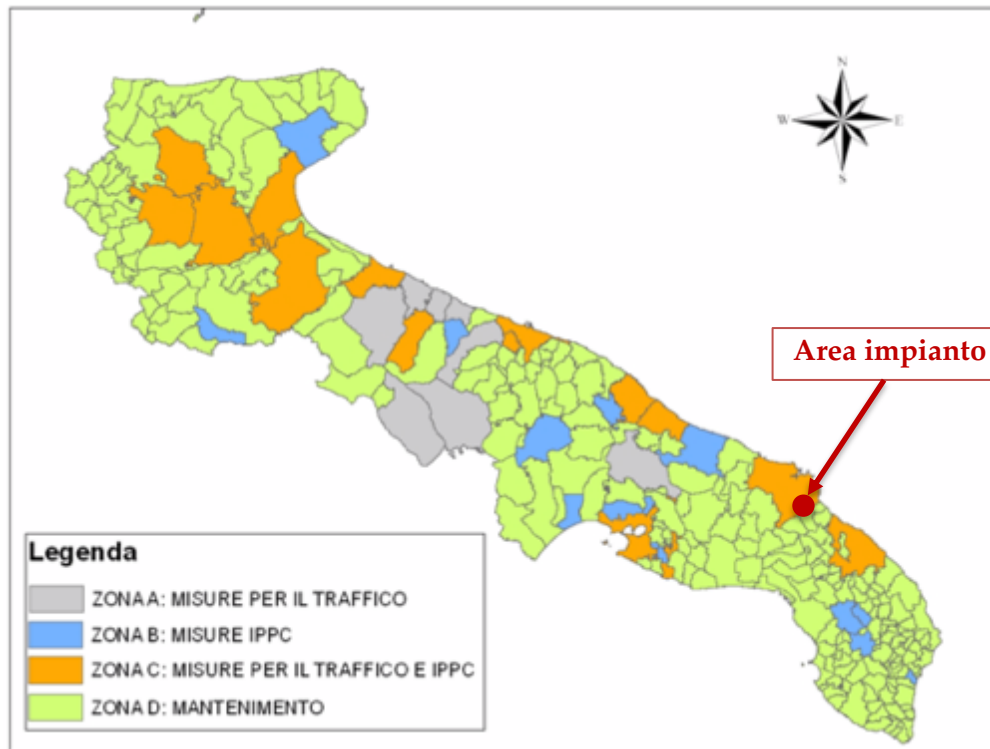 N
W E
S
Area impianto
Legenda
ZONA A: MISURE PER IL TRAFFICO
ZONA B: MISURE IPPC
ZONA C: MISURE PER IL TRAFFICO E IPPC
ZONA D: MANTENIMENTO